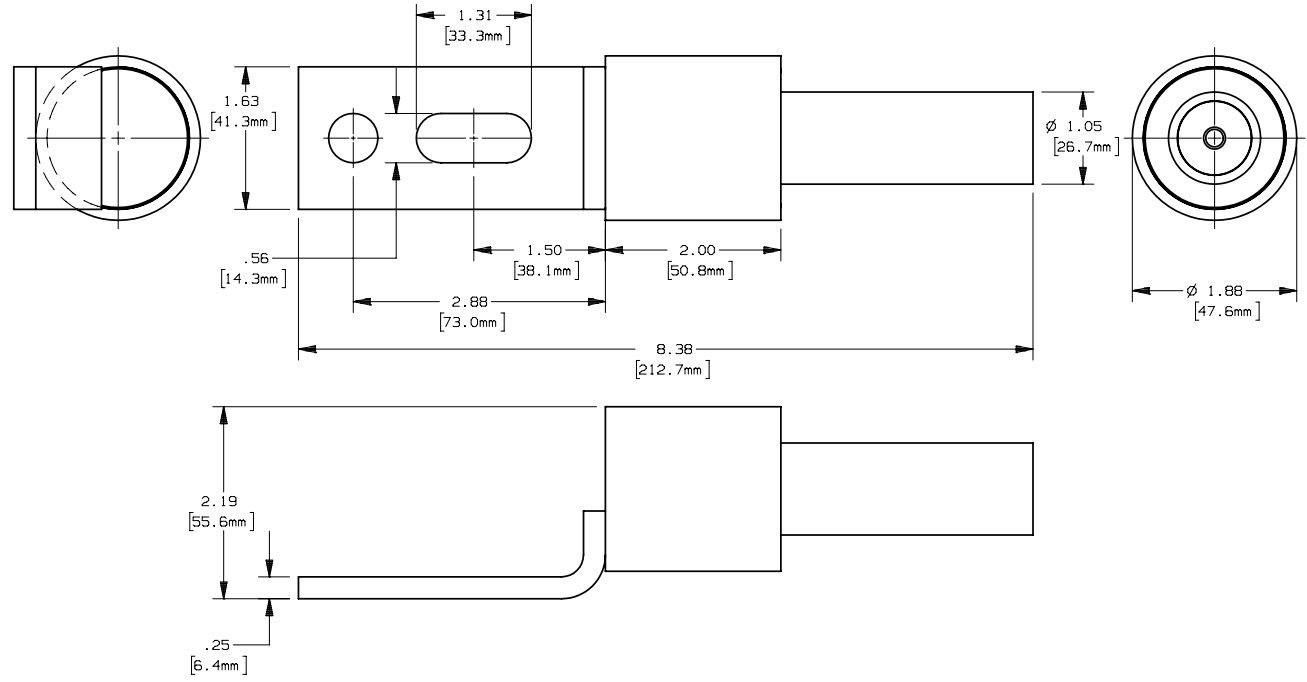 1.31
[33.3mm]
1.63
[41.3mm]
Ø 1.05
[26.7mm]
.56
[14.3mm]
1.50
[38.1mm]
2.00
[50.8mm]
2.88
[73.0mm]
Ø 1.88
[47.6mm]
8.38
[212.7mm]
2.19
[55.6mm]
.25
[6.4mm]